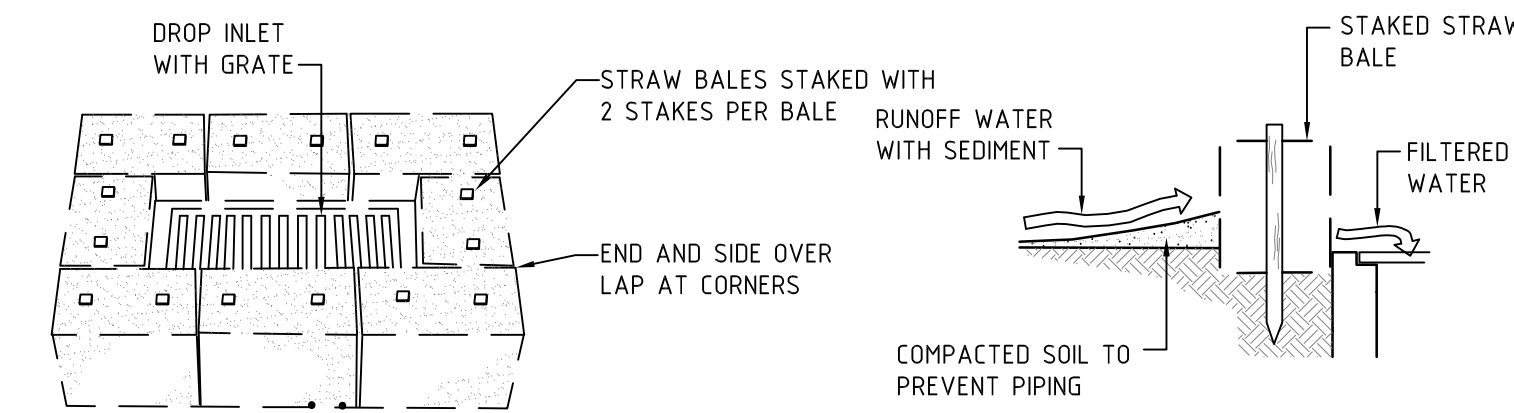 DROP INLET
WITH GRATE
STRAW BALES STAKED WITH
2 STAKES PER BALE
END AND SIDE OVER
LAP AT CORNERS
STAKED STRAW
BALE
RUNOFF WATER
WITH SEDIMENT
FILTERED
WATER
COMPACTED SOIL TO
PREVENT PIPING